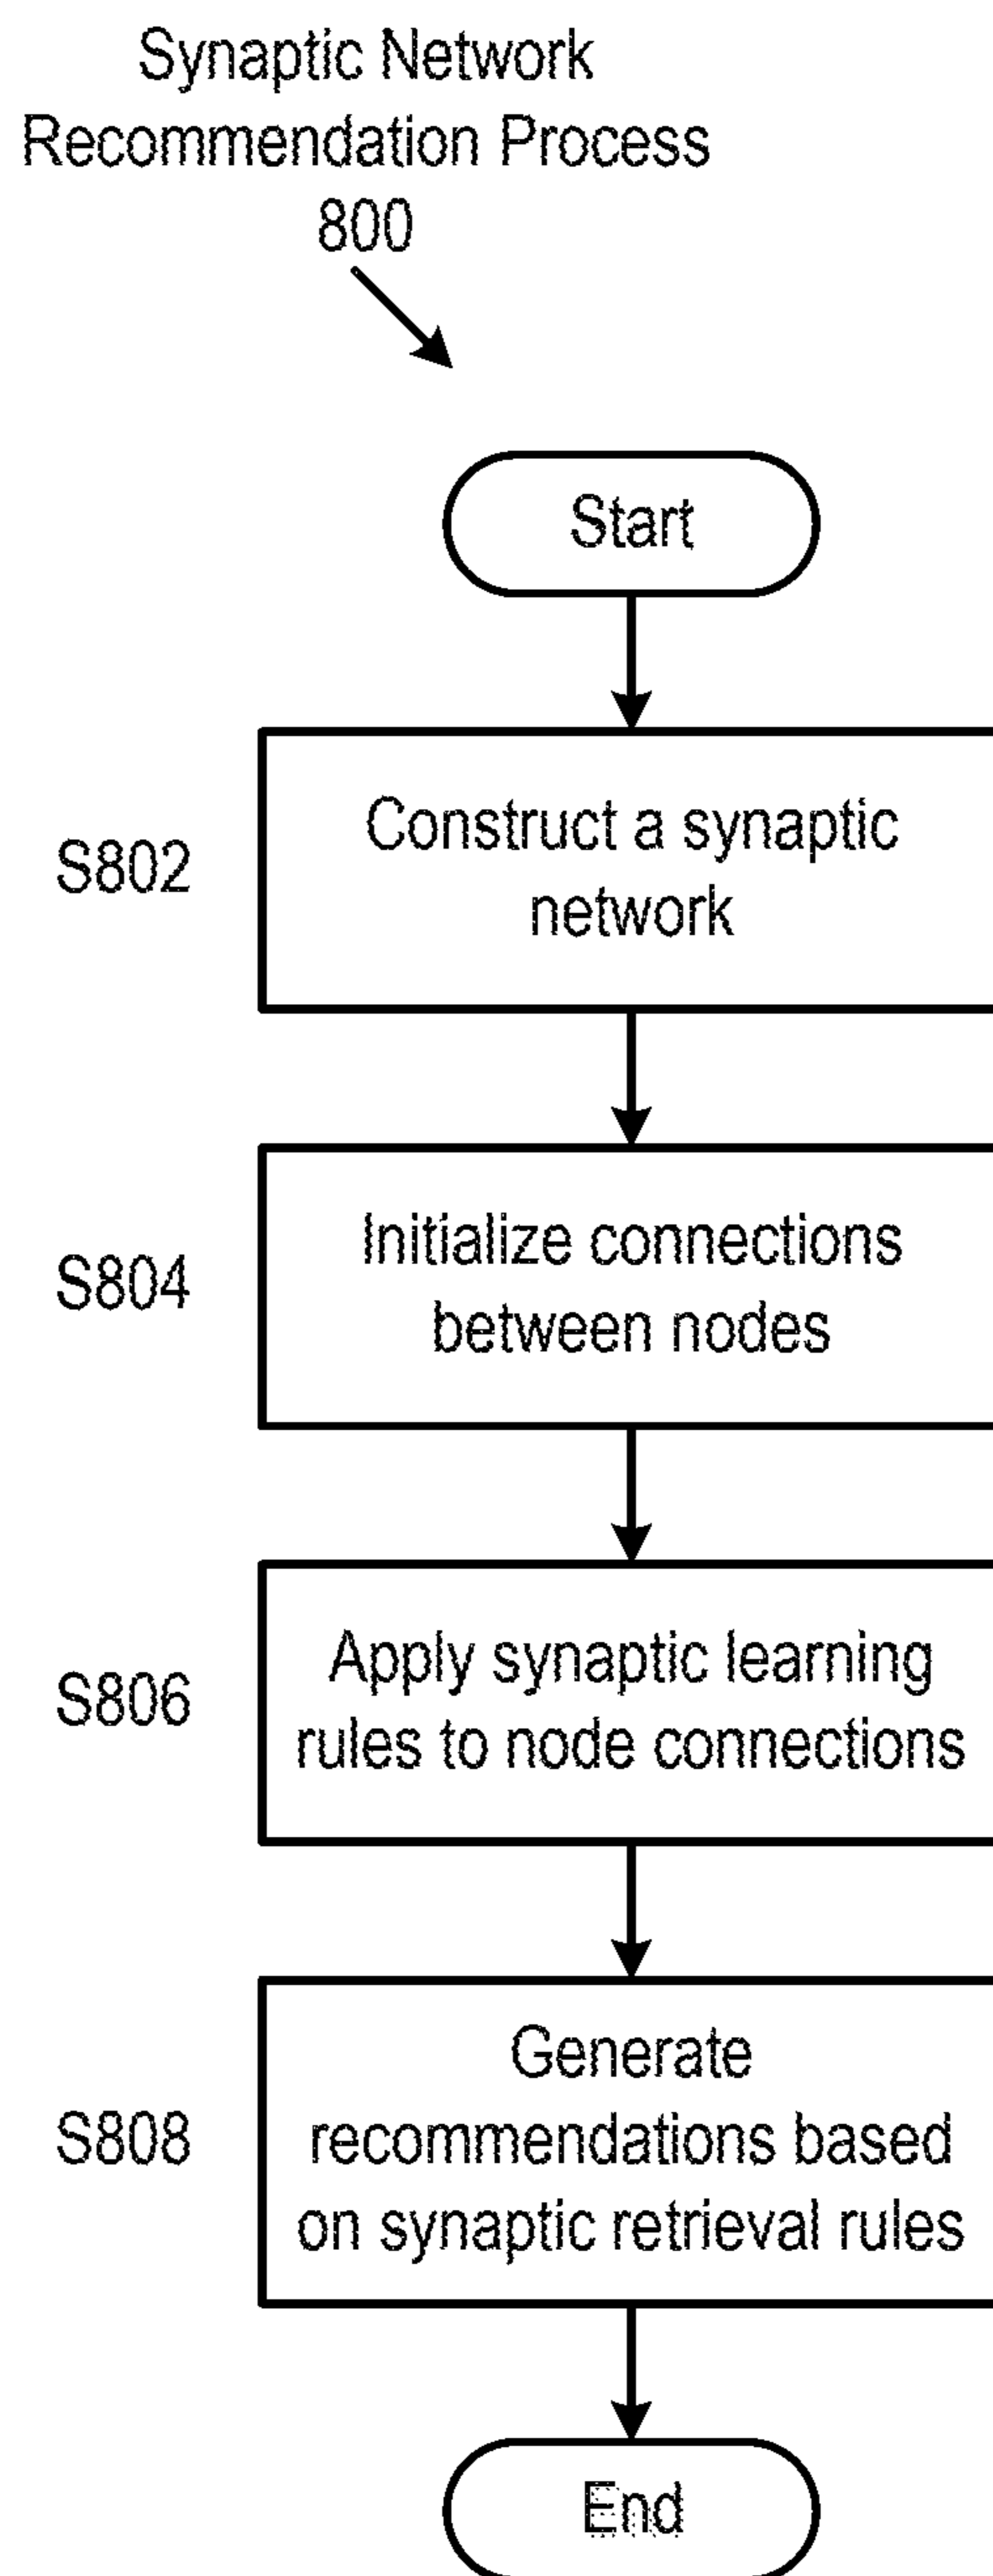 Synaptic Network
Recommendation Process
800
Start
S802
Construct a synaptic
network
S804
Initialize connections
between nodes
S806
Apply synaptic learning
rules to node connections
S808
Generate
recommendations based
on synaptic retrieval rules
End